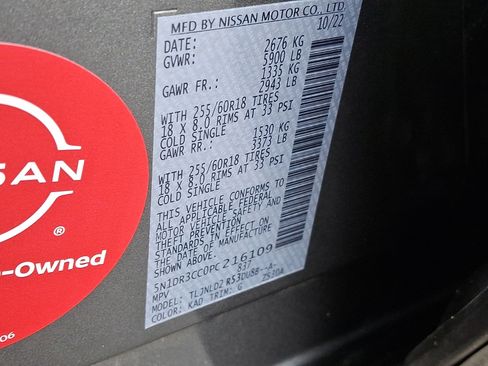 MFD BY NISSAN MOTOR CO., LTD.
DATE: 10/22
GVWR: 2676 KG
5900 LB
GAWR FR.: 1335 KG
2943 LB
WITH 255/60R18 TIRES
18 X 8.0 RIMS AT 33 PSI
COLD SINGLE
GAWR RR.: 1530 KG
3373 LB
WITH 255/60R18 TIRES
18 X 8.0 RIMS AT 33 PSI
COLD SINGLE
THIS VEHICLE CONFORMS TO
ALL APPLICABLE FEDERAL
MOTOR VEHICLE SAFETY AND
THEFT PREVENTION
STANDARDS IN EFFECT ON
THE DATE OF MANUFACTURE
SHOWN ABOVE.
5N1DR3CC0PC216109
MPV 837
MODEL: TLJNLD2 R53DUSB-A-
COLOR: KAD TRIM: G
NISSAN
®
-Owned
06